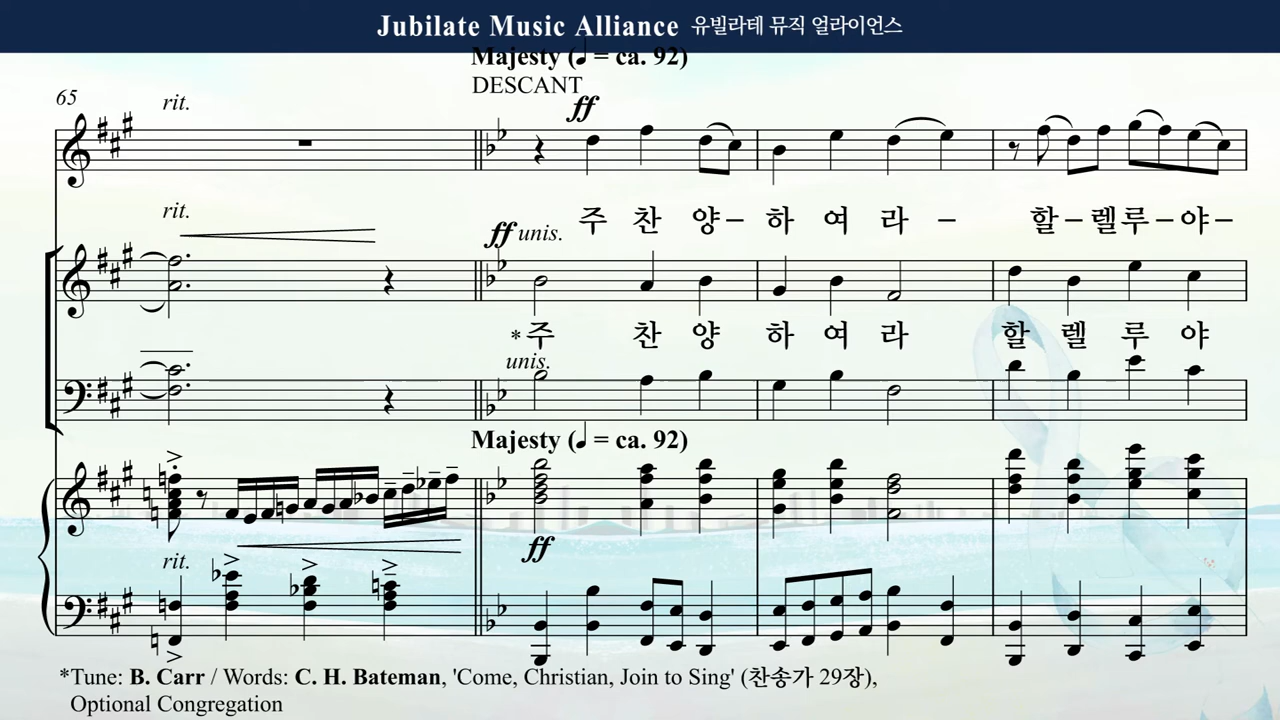 Jubilate Music Alliance 유빌라테 뮤직 얼라이언스
Majesty (♩ = ca. 92)
DESCANT
65
rit.
ff
주 찬 양 – 하 여 라 – 할 – 렐 루 – 야 –
rit.
ff unis.
*주 찬 양 하 여 라 할 렐 루 야
unis.
Majesty (♩ = ca. 92)
ff
rit.
*Tune: B. Carr / Words: C. H. Bateman, 'Come, Christian, Join to Sing' (찬송가 29장),
Optional Congregation